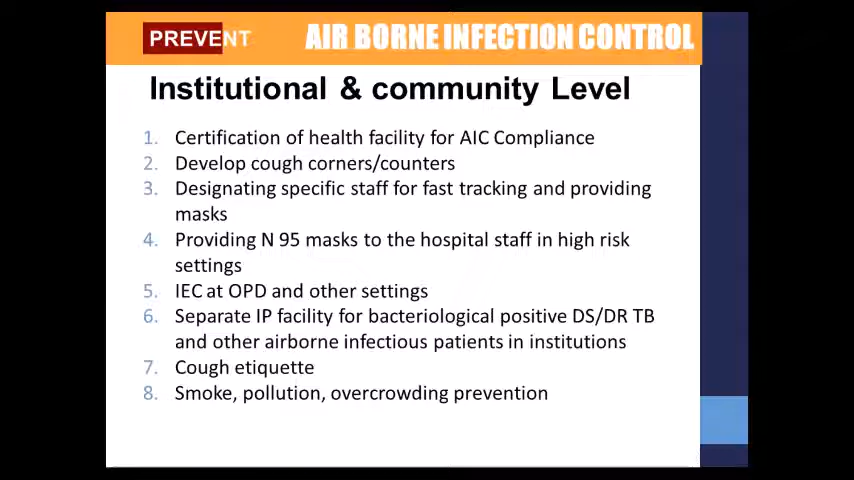 PREVENT
AIR BORNE INFECTION CONTROL
Institutional & community Level
1. Certification of health facility for AIC Compliance
2. Develop cough corners/counters
3. Designating specific staff for fast tracking and providing
masks
4. Providing N 95 masks to the hospital staff in high risk
settings
5. IEC at OPD and other settings
6. Separate IP facility for bacteriological positive DS/DR TB
and other airborne infectious patients in institutions
7. Cough etiquette
8. Smoke, pollution, overcrowding prevention